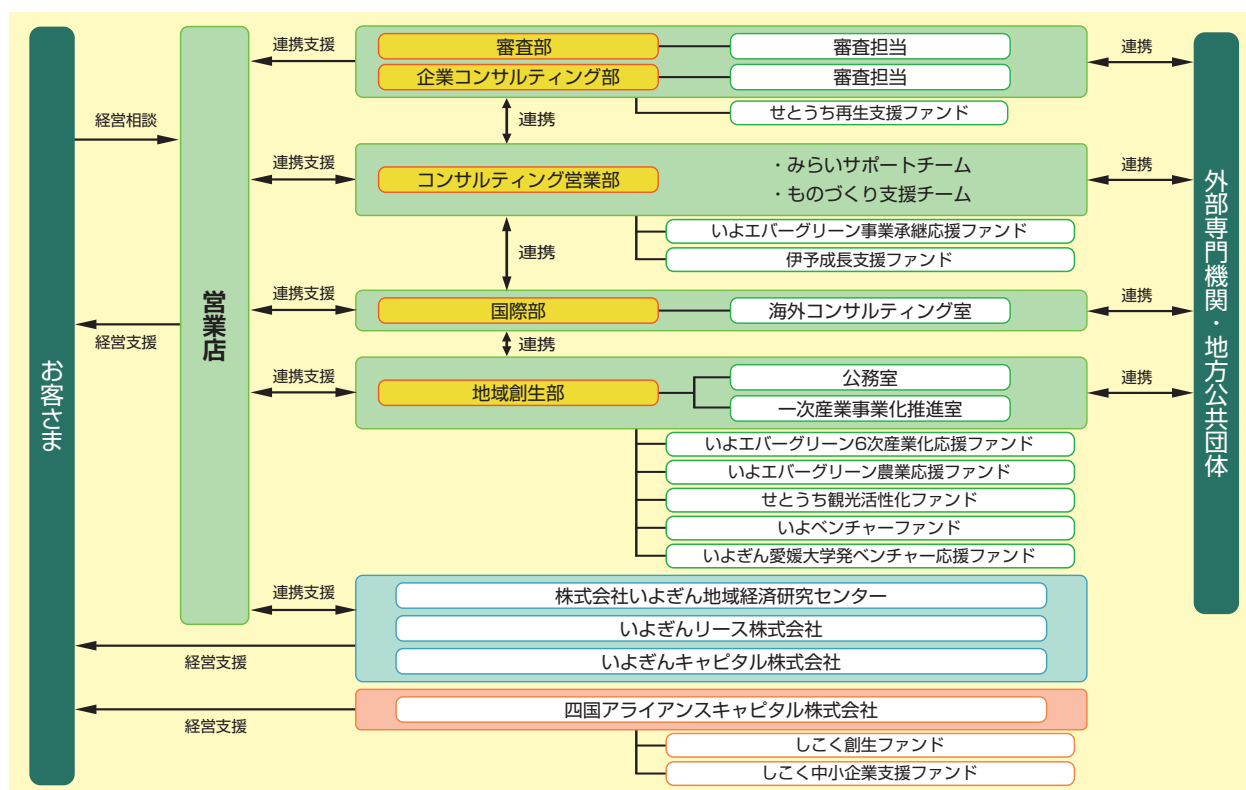 お客さま
経営相談
経営支援
営業店
連携支援
審査部
審査担当
企業コンサルティング部
審査担当
連携
せとうち再生支援ファンド
連携
連携支援
コンサルティング営業部
・みらいサポートチーム
・ものづくり支援チーム
連携
いよエバーグリーン事業承継応援ファンド
伊予成長支援ファンド
連携
連携支援
国際部
海外コンサルティング室
連携
連携
連携支援
地域創生部
公務室
一次産業事業化推進室
連携
いよエバーグリーン6次産業化応援ファンド
いよエバーグリーン農業応援ファンド
せとうち観光活性化ファンド
いよベンチャーファンド
いよぎん愛媛大学発ベンチャー応援ファンド
連携支援
株式会社いよぎん地域経済研究センター
いよぎんリース株式会社
いよぎんキャピタル株式会社
経営支援
四国アライアンスキャピタル株式会社
経営支援
しこく創生ファンド
しこく中小企業支援ファンド
外部専門機関・地方公共団体